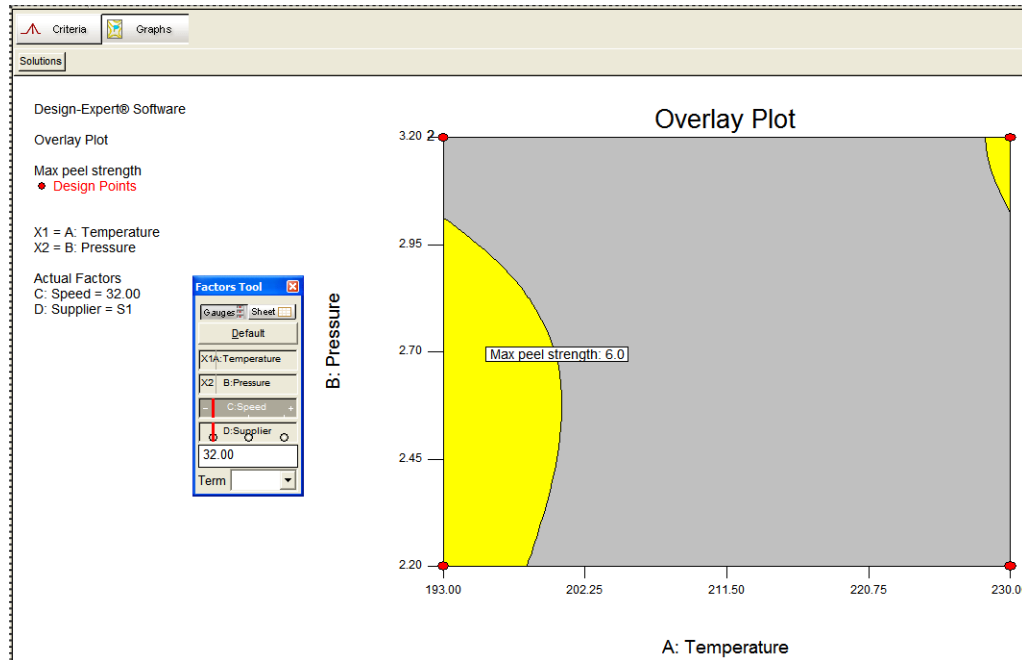 Criteria
Graphs
Solutions
Design-Expert® Software
Overlay Plot
Max peel strength
Design Points
X1 = A: Temperature
X2 = B: Pressure
Actual Factors
C: Speed = 32.00
D: Supplier = S1
Factors Tool
Gauges
Sheet
Default
X1 A:Temperature
X2 B:Pressure
- C:Speed +
D:Supplier
32.00
Term
Overlay Plot
B: Pressure
3.20
2
2.95
2.70
2.45
2.20
Max peel strength: 6.0
193.00 202.25 211.50 220.75 230.0
A: Temperature